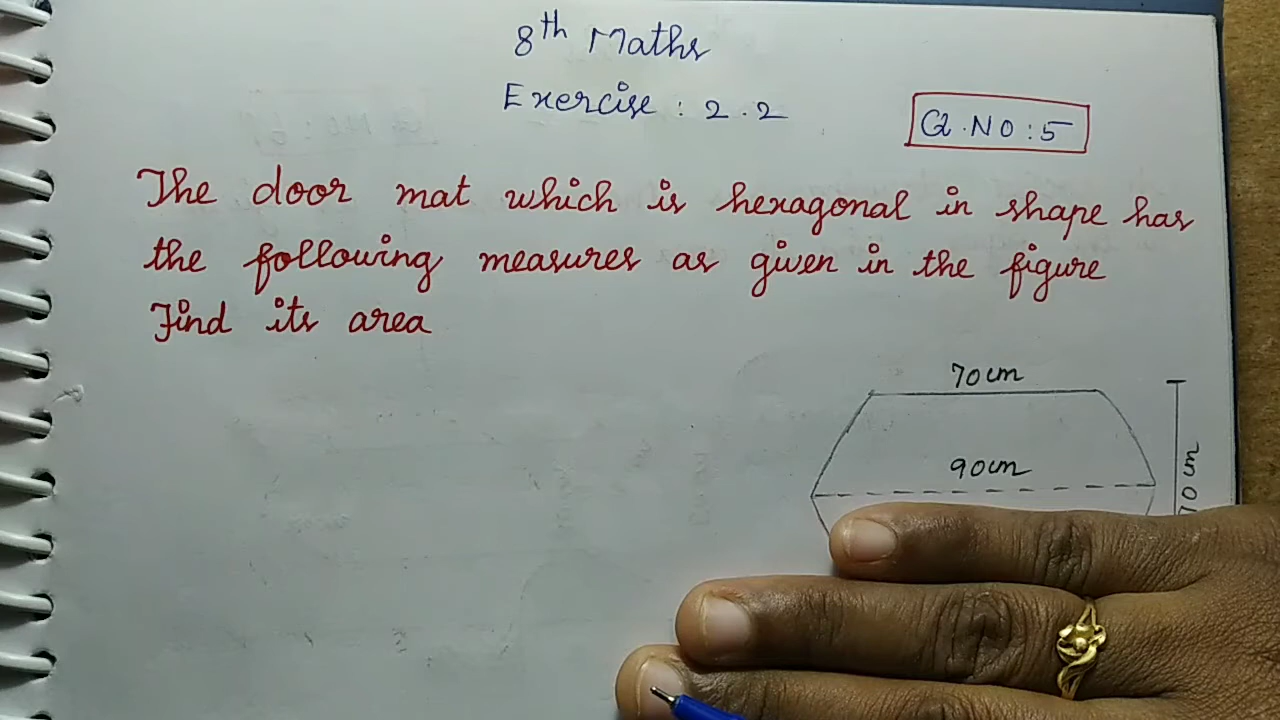 8th Maths
Exercise : 2.2
Q.NO:5
The door mat which is hexagonal in shape has
the following measures as given in the figure
Find its area
70cm
90cm
70cm